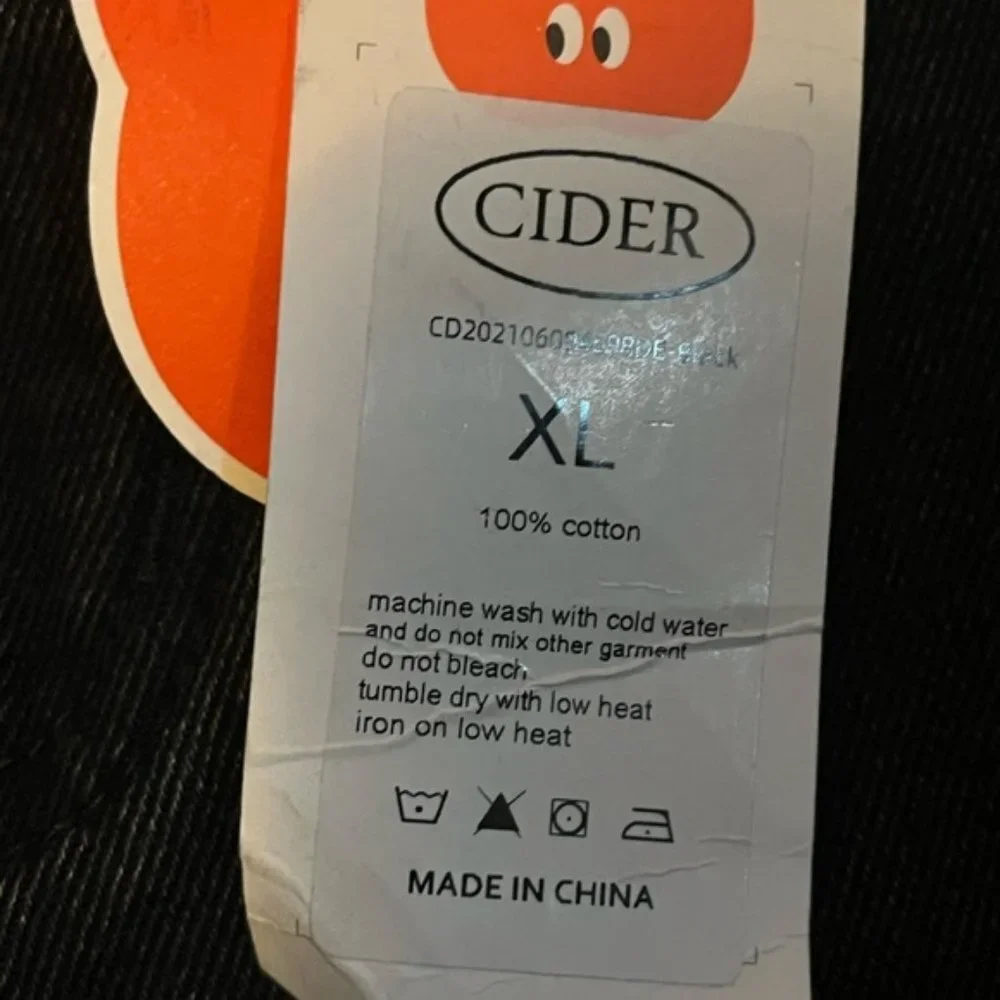 CIDER
XL
100% cotton
machine wash with cold water
and do not mix other garment
do not bleach
tumble dry with low heat
iron on low heat
MADE IN CHINA